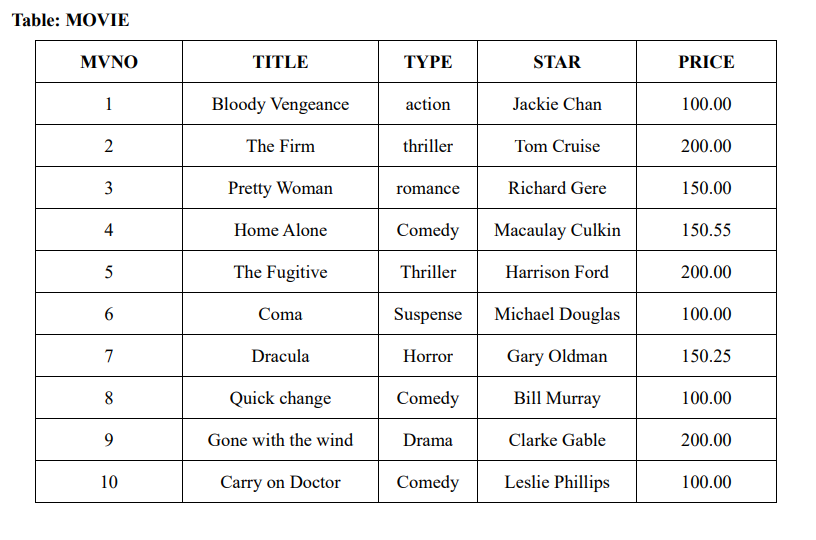 Table: MOVIE
MVNO TITLE TYPE STAR PRICE
1 Bloody Vengeance action Jackie Chan 100.00
2 The Firm thriller Tom Cruise 200.00
3 Pretty Woman romance Richard Gere 150.00
4 Home Alone Comedy Macaulay Culkin 150.55
5 The Fugitive Thriller Harrison Ford 200.00
6 Coma Suspense Michael Douglas 100.00
7 Dracula Horror Gary Oldman 150.25
8 Quick change Comedy Bill Murray 100.00
9 Gone with the wind Drama Clarke Gable 200.00
10 Carry on Doctor Comedy Leslie Phillips 100.00